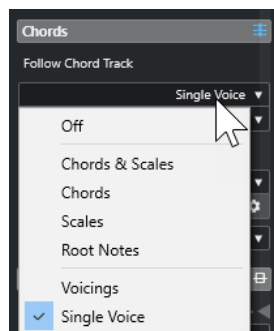 Chords
Follow Chord Track
Single Voice
Off
Chords & Scales
Chords
Scales
Root Notes
Voicings
Single Voice